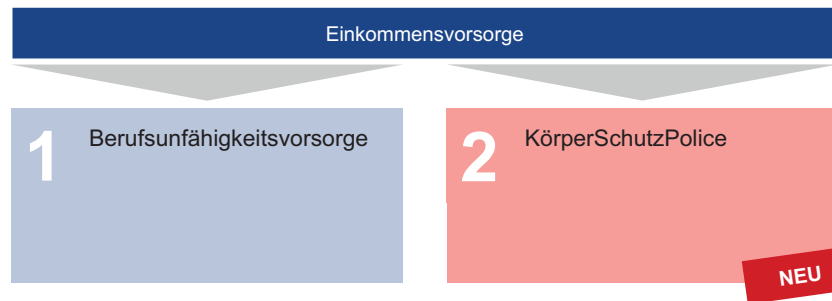 Einkommensvorsorge
1 Berufsunfähigkeitsvorsorge
2 KörperSchutzPolice
NEU